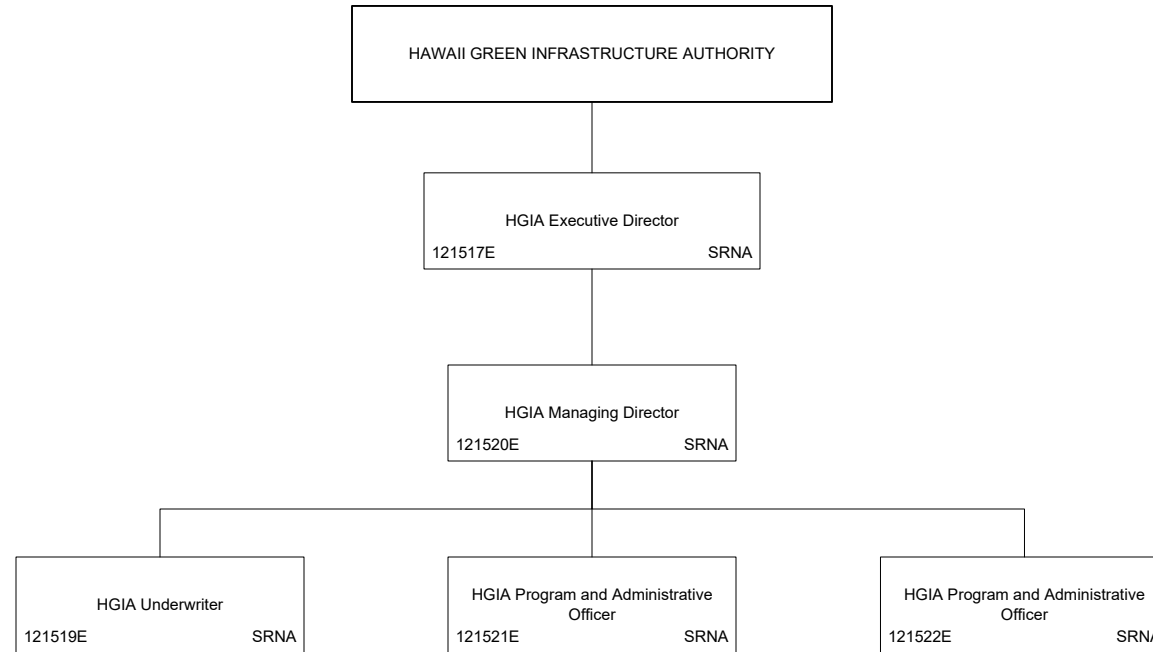 HAWAII GREEN INFRASTRUCTURE AUTHORITY
HGIA Executive Director
121517E SRNA
HGIA Managing Director
121520E SRNA
HGIA Underwriter
121519E SRNA
HGIA Program and Administrative
Officer
121521E SRNA
HGIA Program and Administrative
Officer
121522E SRNA